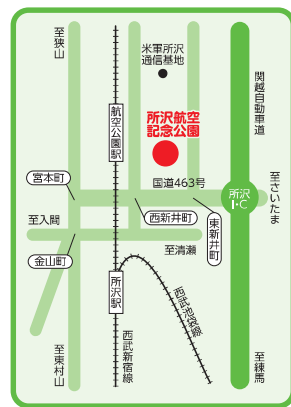 至狭山
米軍所沢
通信基地
関越自動車道
航空公園駅
所沢航空
記念公園
宮本町
国道463号
所沢
I・C
至さいたま
至入間
西新井町
東新井町
金山町
至清瀬
所沢駅
西武池袋線
西武新宿線
至東村山
至練馬